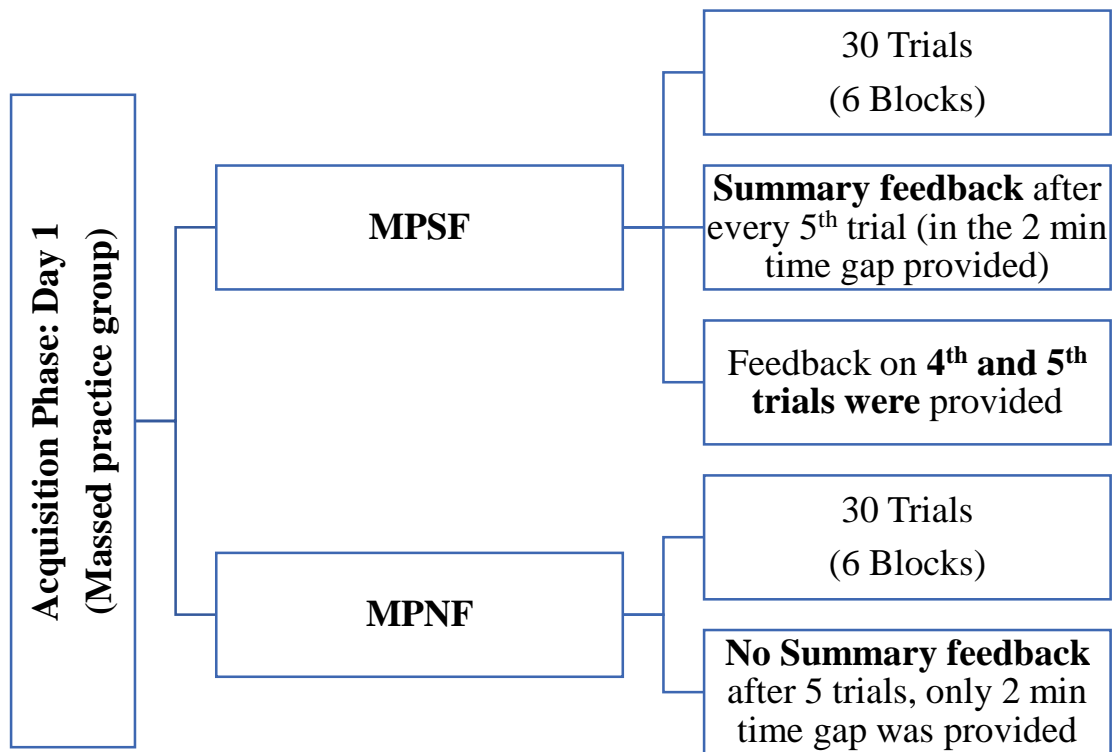 Acquisition Phase: Day 1
(Massed practice group)
MPSF
30 Trials
(6 Blocks)
Summary feedback after
every 5th trial (in the 2 min
time gap provided)
Feedback on 4th and 5th
trials were provided
MPNF
30 Trials
(6 Blocks)
No Summary feedback
after 5 trials, only 2 min
time gap was provided